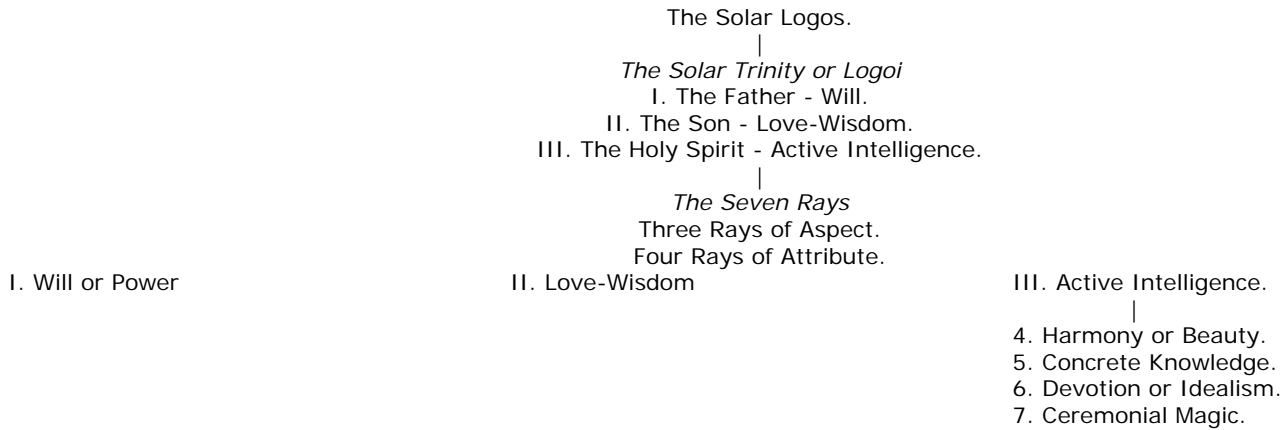 The Solar Logos.
|
The Solar Trinity or Logoi
I. The Father - Will.
II. The Son - Love-Wisdom.
III. The Holy Spirit - Active Intelligence.
|
The Seven Rays
Three Rays of Aspect.
Four Rays of Attribute.
I. Will or Power II. Love-Wisdom III. Active Intelligence.
|
4. Harmony or Beauty.
5. Concrete Knowledge.
6. Devotion or Idealism.
7. Ceremonial Magic.